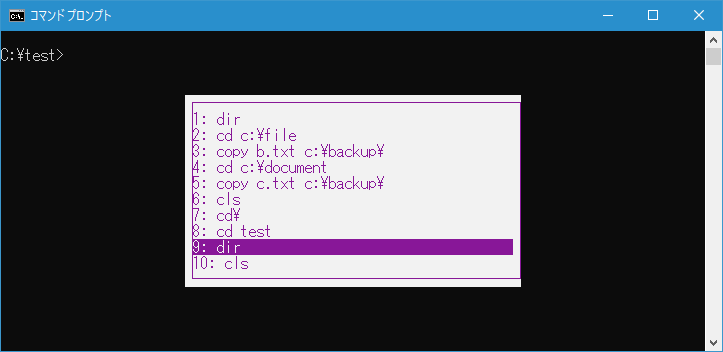 コマンド プロンプト
C:¥test>
1: dir
2: cd c:¥file
3: copy b.txt c:¥backup¥
4: cd c:¥document
5: copy c.txt c:¥backup¥
6: cls
7: cd¥
8: cd test
9: dir
10: cls